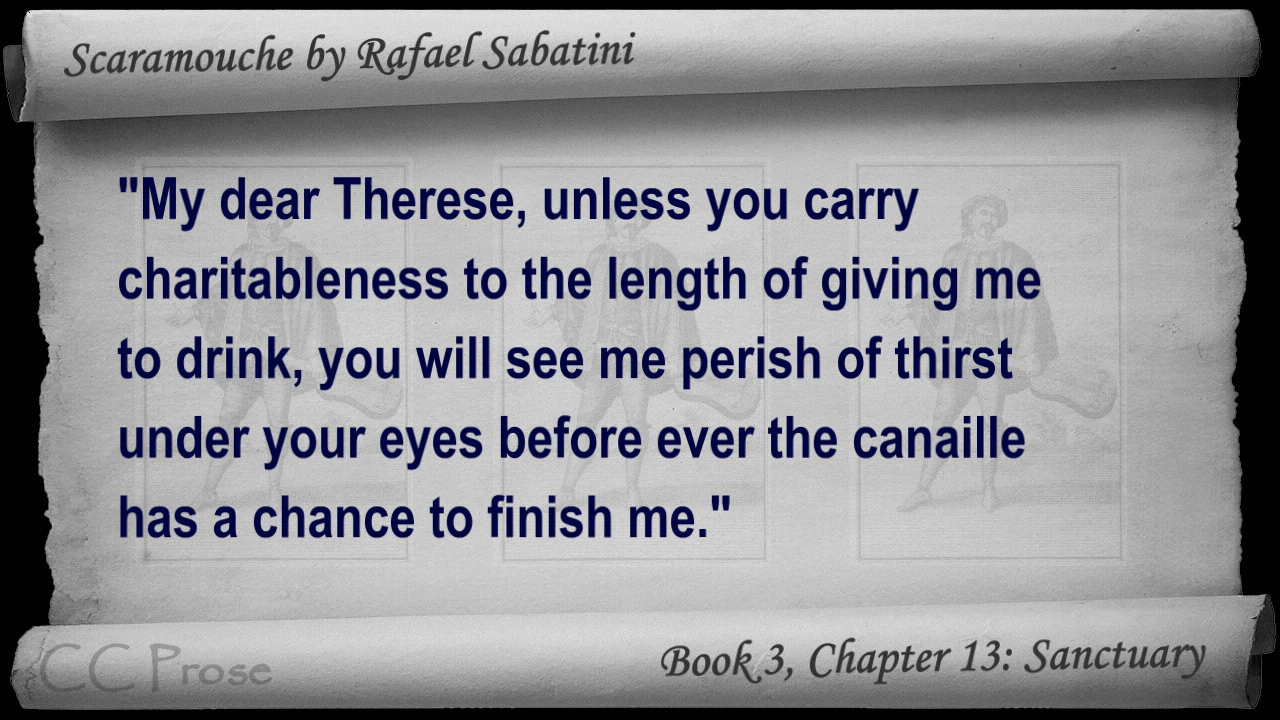 Scaramouche by Rafael Sabatini
"My dear Therese, unless you carry
charitableness to the length of giving me
to drink, you will see me perish of thirst
under your eyes before ever the canaille
has a chance to finish me."
CC Prose
Book 3, Chapter 13: Sanctuary